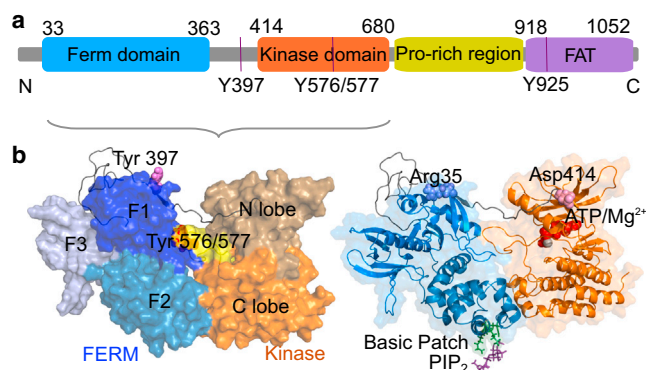 a
33 363 414 680 918 1052
Ferm domain Kinase domain Pro-rich region FAT
N Y397 Y576/577 Y925 C
b
Tyr 397
F1
N lobe
F3
Tyr 576/577
F2
C lobe
FERM
Kinase
Arg35
Asp414
ATP/Mg²⁺
Basic Patch
PIP₂